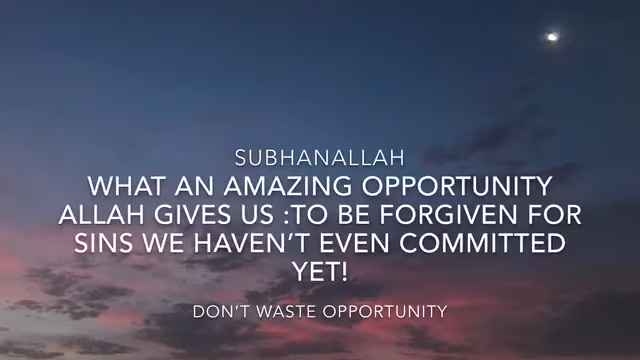 SUBHANALLAH
WHAT AN AMAZING OPPORTUNITY
ALLAH GIVES US :TO BE FORGIVEN FOR
SINS WE HAVEN’T EVEN COMMITTED
YET!
DON’T WASTE OPPORTUNITY